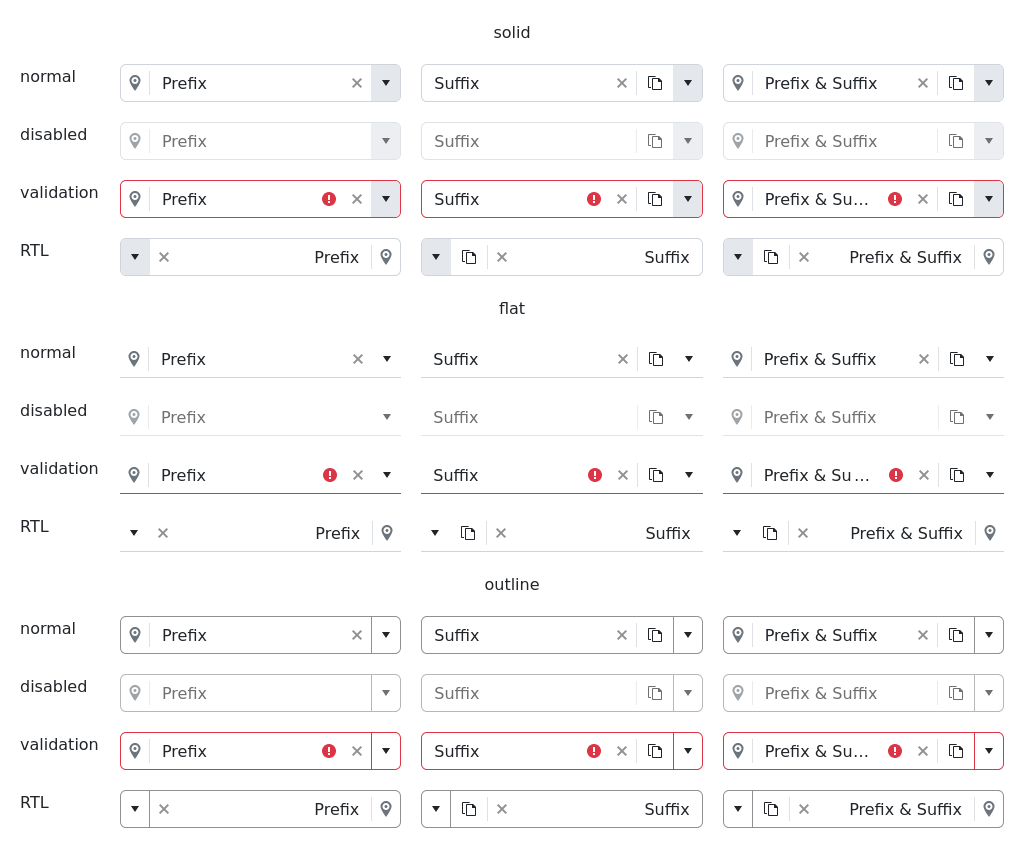 solid
normal Prefix Suffix Prefix & Suffix
disabled Prefix Suffix Prefix & Suffix
validation Prefix Suffix Prefix & Su...
RTL Prefix Suffix Prefix & Suffix
flat
normal Prefix Suffix Prefix & Suffix
disabled Prefix Suffix Prefix & Suffix
validation Prefix Suffix Prefix & Su...
RTL Prefix Suffix Prefix & Suffix
outline
normal Prefix Suffix Prefix & Suffix
disabled Prefix Suffix Prefix & Suffix
validation Prefix Suffix Prefix & Su...
RTL Prefix Suffix Prefix & Suffix